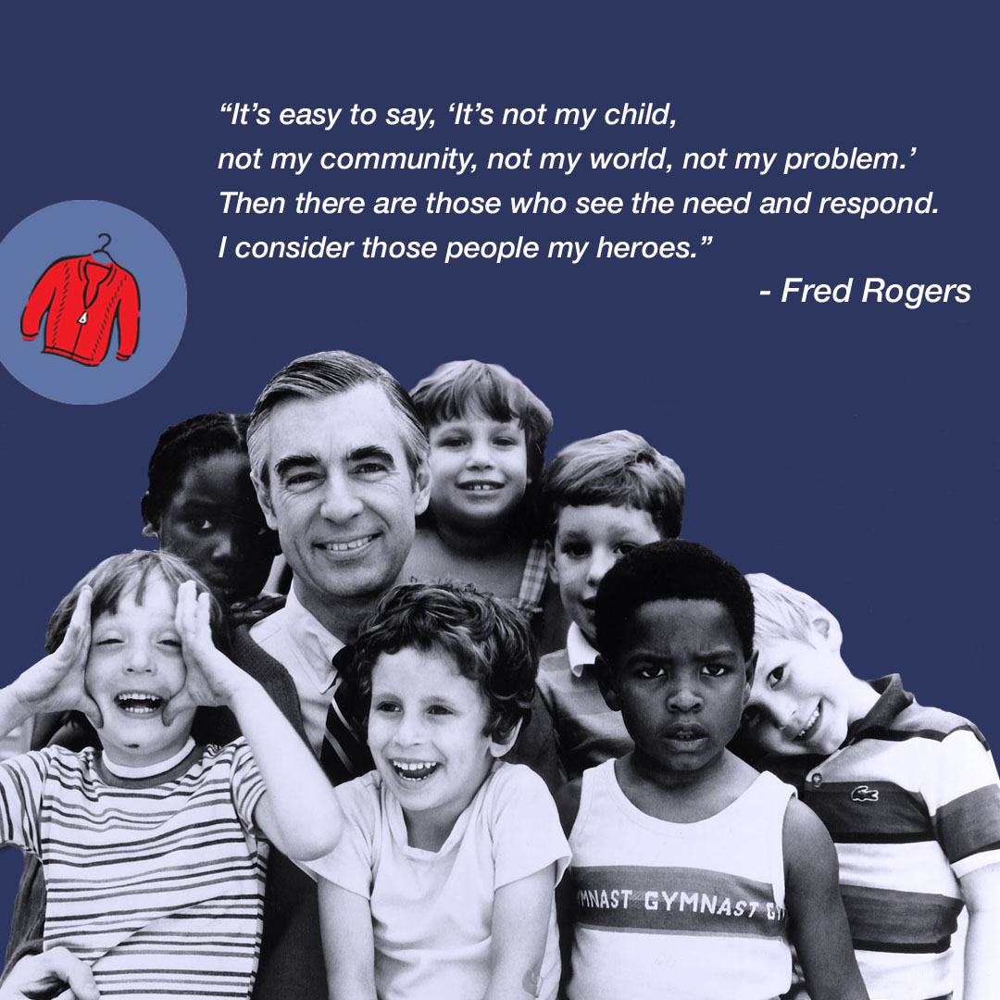 “It’s easy to say, ‘It’s not my child,
not my community, not my world, not my problem.’
Then there are those who see the need and respond.
I consider those people my heroes.”
- Fred Rogers
MNAST GYMNAST GY